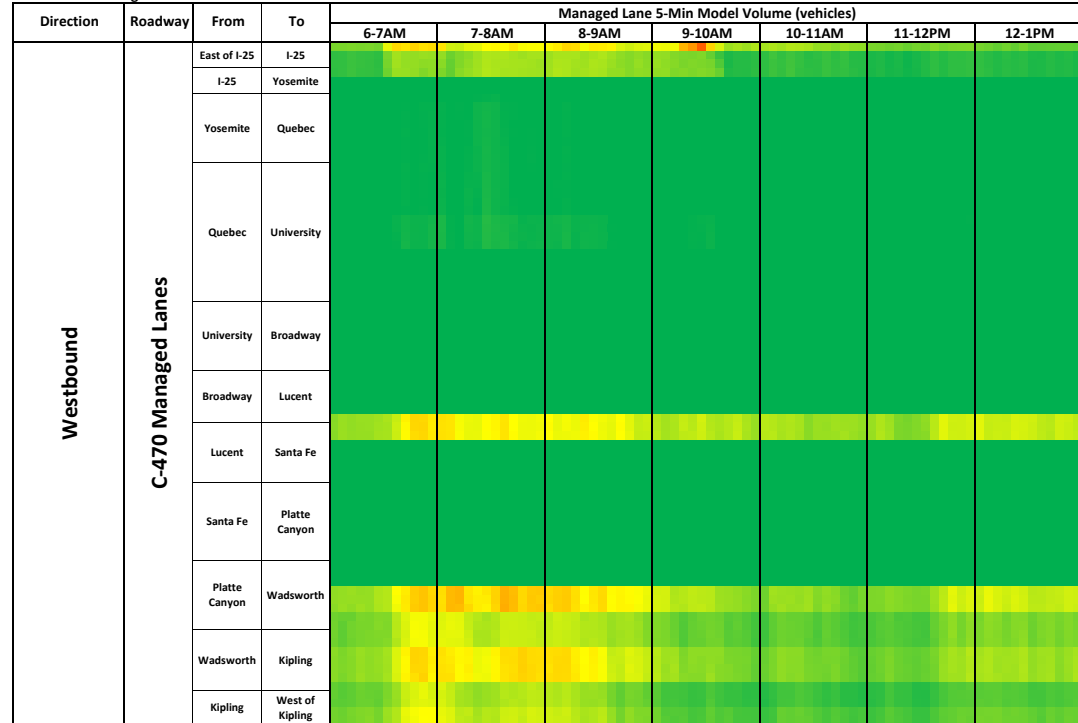 Direction Roadway From To Managed Lane 5-Min Model Volume (vehicles)
6-7AM 7-8AM 8-9AM 9-10AM 10-11AM 11-12PM 12-1PM
Westbound
C-470 Managed Lanes
East of I-25 I-25
I-25 Yosemite
Yosemite Quebec
Quebec University
University Broadway
Broadway Lucent
Lucent Santa Fe
Santa Fe Platte
Canyon
Platte
Canyon Wadsworth
Wadsworth Kipling
Kipling West of
Kipling